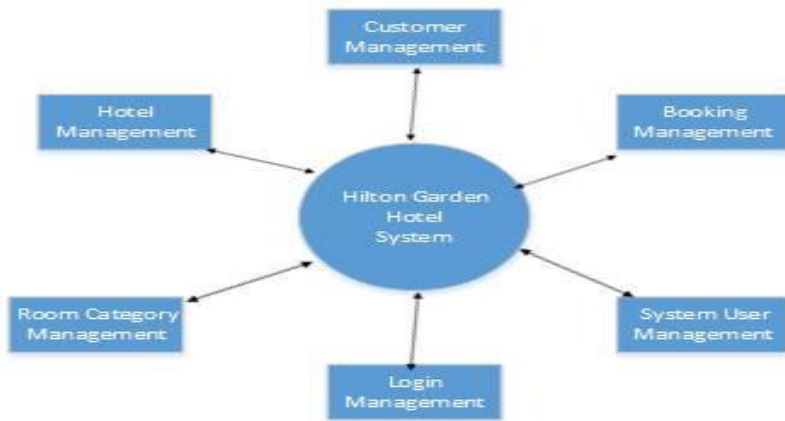 Customer
Management
Hotel
Management
Booking
Management
Hilton Garden
Hotel
System
Room Category
Management
System User
Management
Login
Management